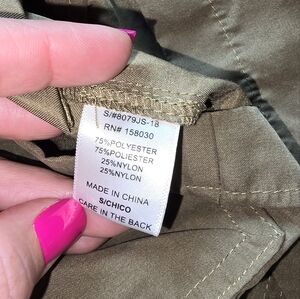 S/#8079JS-18
RN# 158030
75%POLYESTER
75%POLIESTER
25%NYLON
25%NYLON
MADE IN CHINA
S/CHICO
CARE IN THE BACK